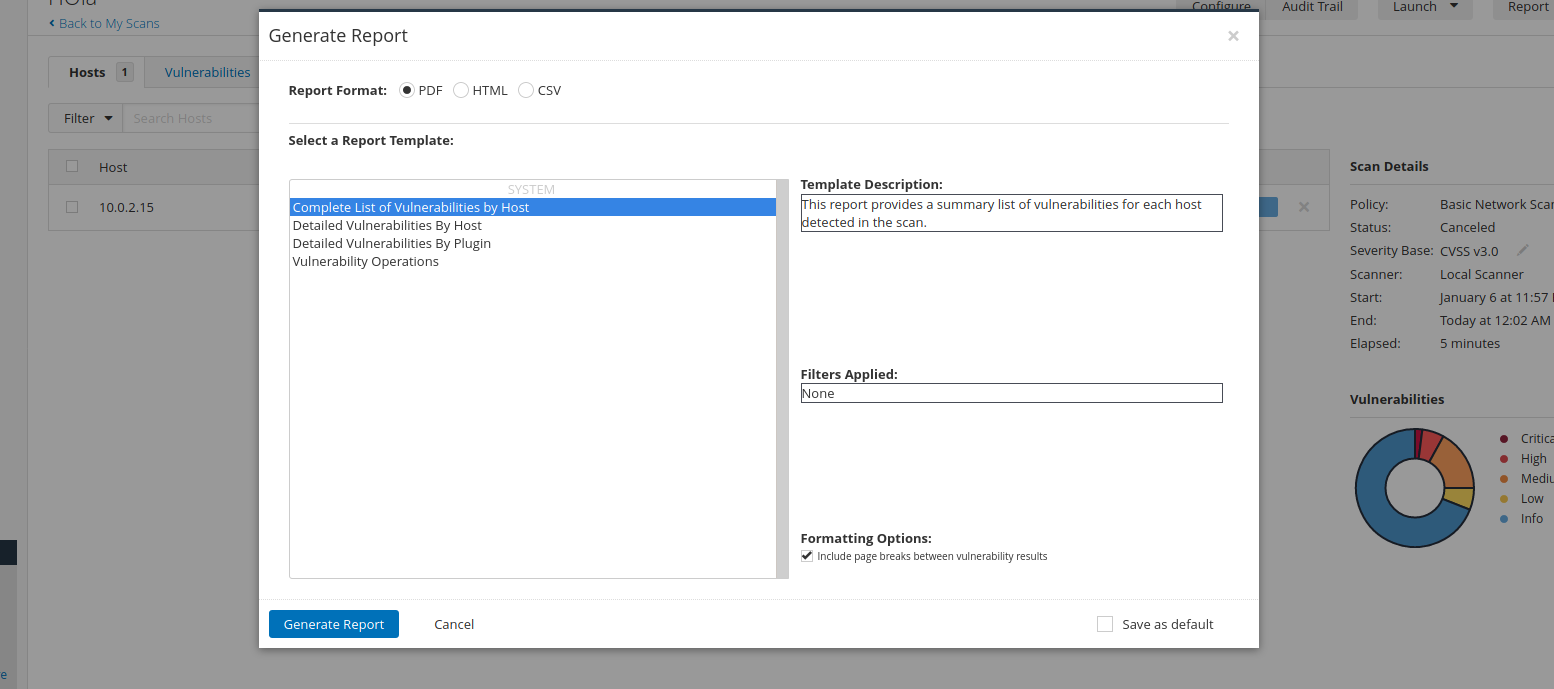 Hola
Back to My Scans
Configure Audit Trail Launch Report
Hosts 1 Vulnerabilities
Filter Search Hosts
Host
10.0.2.15
Generate Report
Report Format: PDF HTML CSV
Select a Report Template:
SYSTEM
Complete List of Vulnerabilities by Host
Detailed Vulnerabilities By Host
Detailed Vulnerabilities By Plugin
Vulnerability Operations
Template Description:
This report provides a summary list of vulnerabilities for each host
detected in the scan.
Filters Applied:
None
Formatting Options:
Include page breaks between vulnerability results
Generate Report Cancel Save as default
Scan Details
Policy: Basic Network Scan
Status: Canceled
Severity Base: CVSS v3.0
Scanner: Local Scanner
Start: January 6 at 11:57
End: Today at 12:02 AM
Elapsed: 5 minutes
Vulnerabilities
Critica
High
Mediu
Low
Info